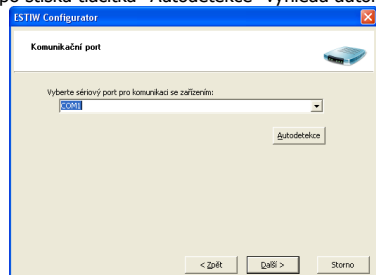 po stisku tlačítka "Autodetekce" vyhledá autom
ESTIW Configurator
Komunikační port
Vyberte sériový port pro komunikaci se zařízením:
COM1
Autodetekce
< Zpět
Další >
Storno